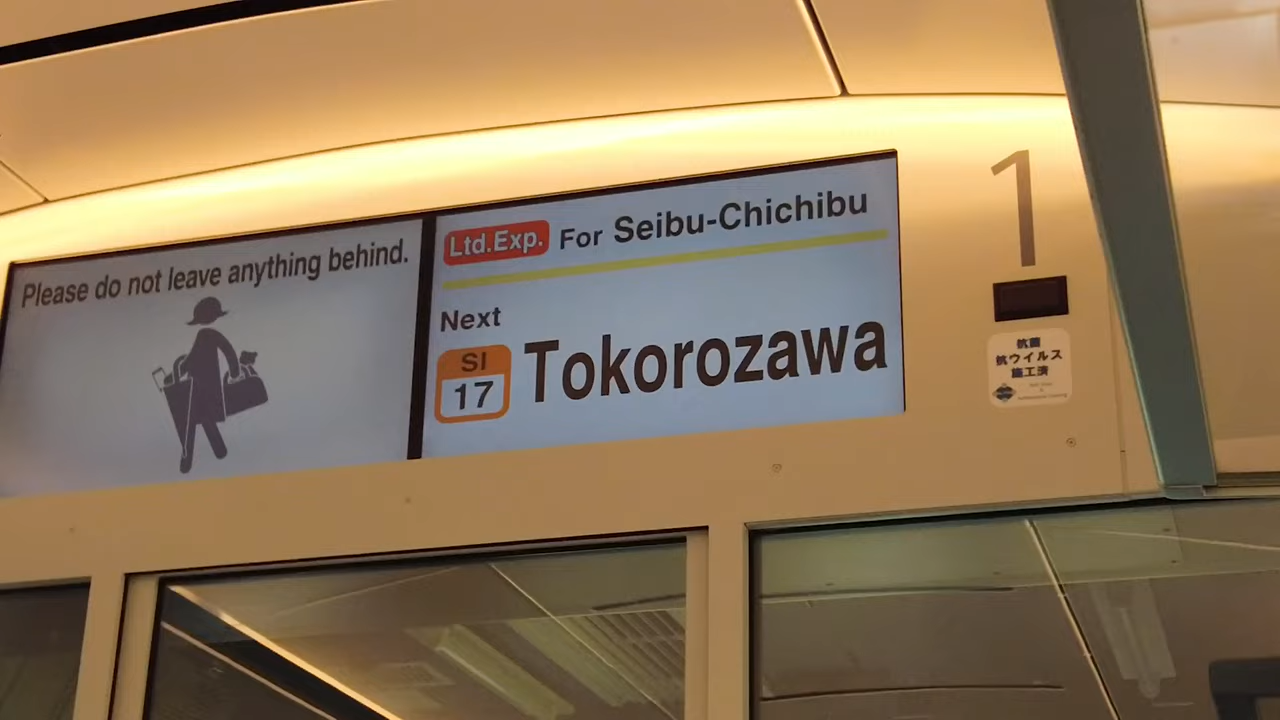 Please do not leave anything behind.
Ltd.Exp. For Seibu-Chichibu
Next
SI
17
Tokorozawa
1
抗菌
抗ウイルス
施工済